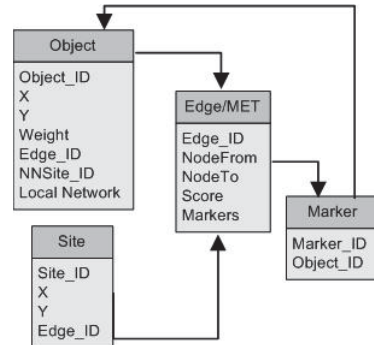 Object
Object_ID
X
Y
Weight
Edge_ID
NNSite_ID
Local Network
Edge/MET
Edge_ID
NodeFrom
NodeTo
Score
Markers
Marker
Marker_ID
Object_ID
Site
Site_ID
X
Y
Edge_ID